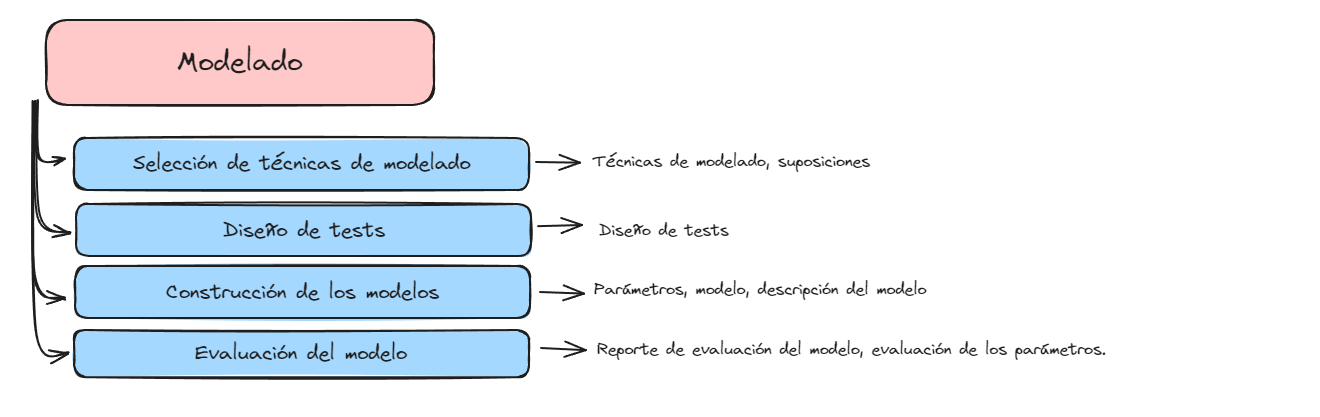 Modelado
Selección de técnicas de modelado
Técnicas de modelado, suposiciones
Diseño de tests
Diseño de tests
Construcción de los modelos
Parámetros, modelo, descripción del modelo
Evaluación del modelo
Reporte de evaluación del modelo, evaluación de los parámetros.